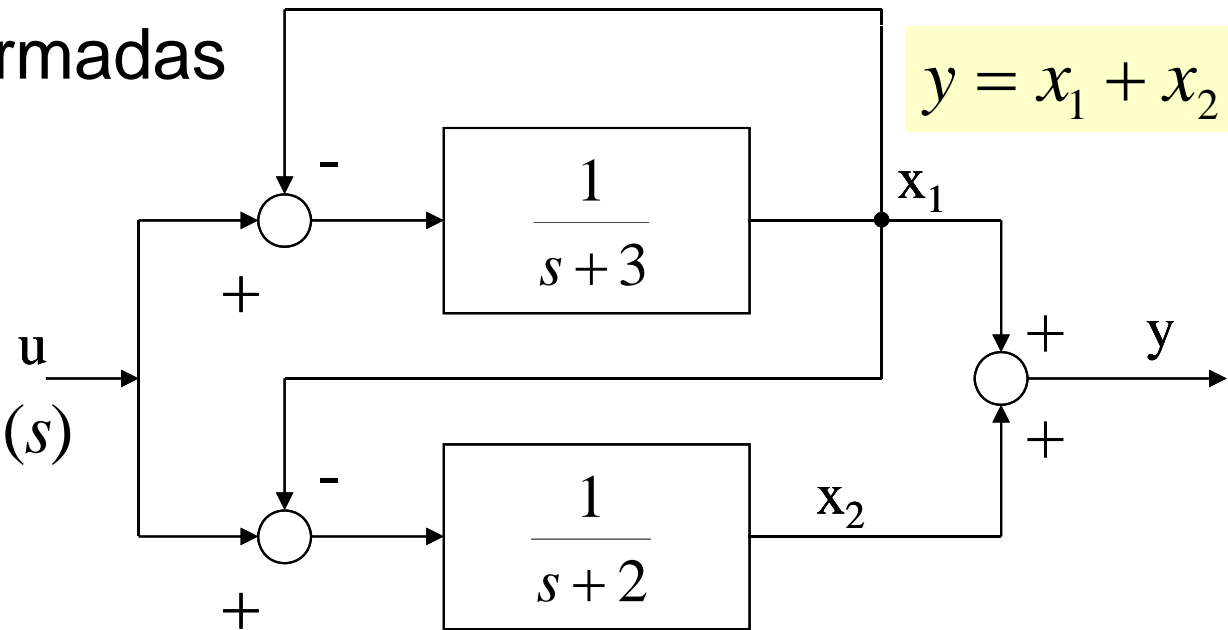 rmadas
y = x₁ + x₂
-
1
s + 3
x₁
+
u
(s)
+
y
+
-
1
s + 2
x₂
+